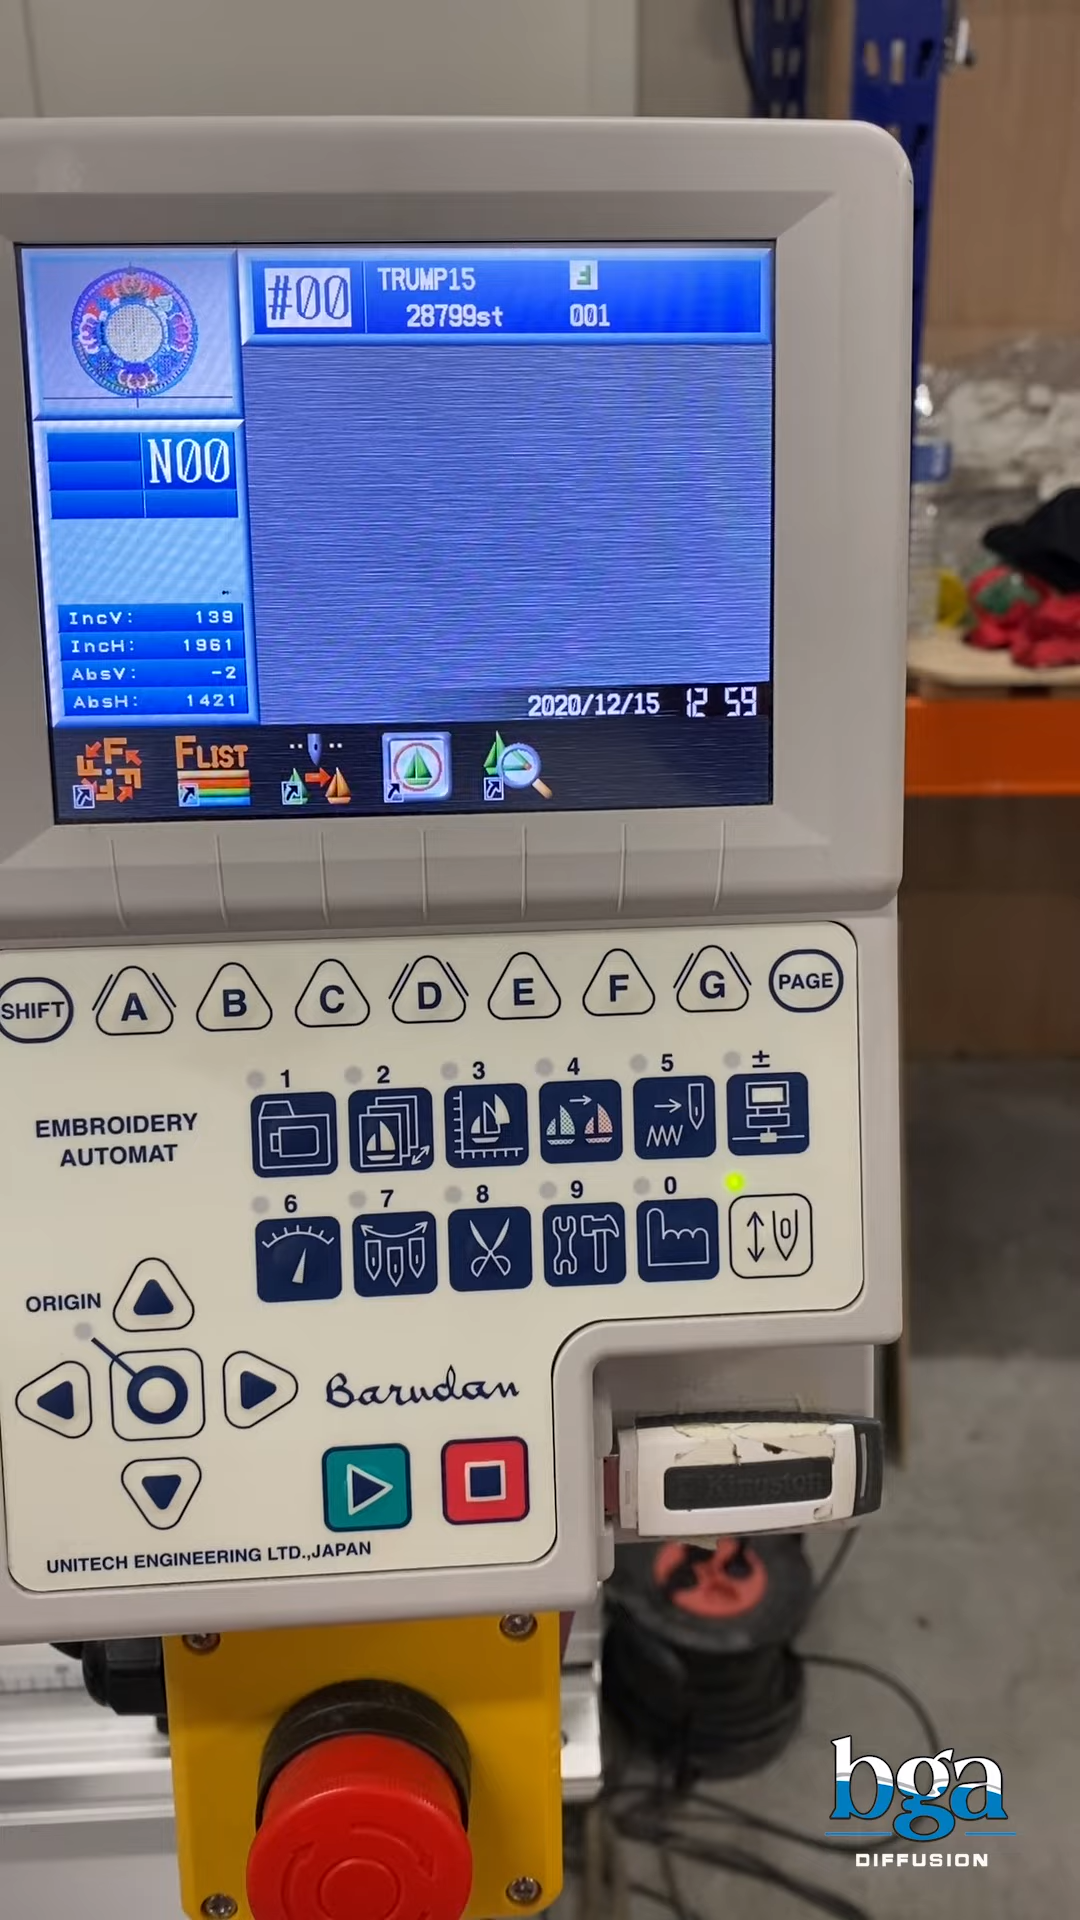 #00
TRUMP15
28799st
001
N00
IncV: 139
IncH: 1961
AbsV: -2
AbsH: 1421
2020/12/15 12 59
FLIST
SHIFT
A
B
C
D
E
F
G
PAGE
1
2
3
4
5
±
EMBROIDERY
AUTOMAT
6
7
8
9
0
ORIGIN
Barudan
Kingston
UNITECH ENGINEERING LTD.,JAPAN
bga
DIFFUSION